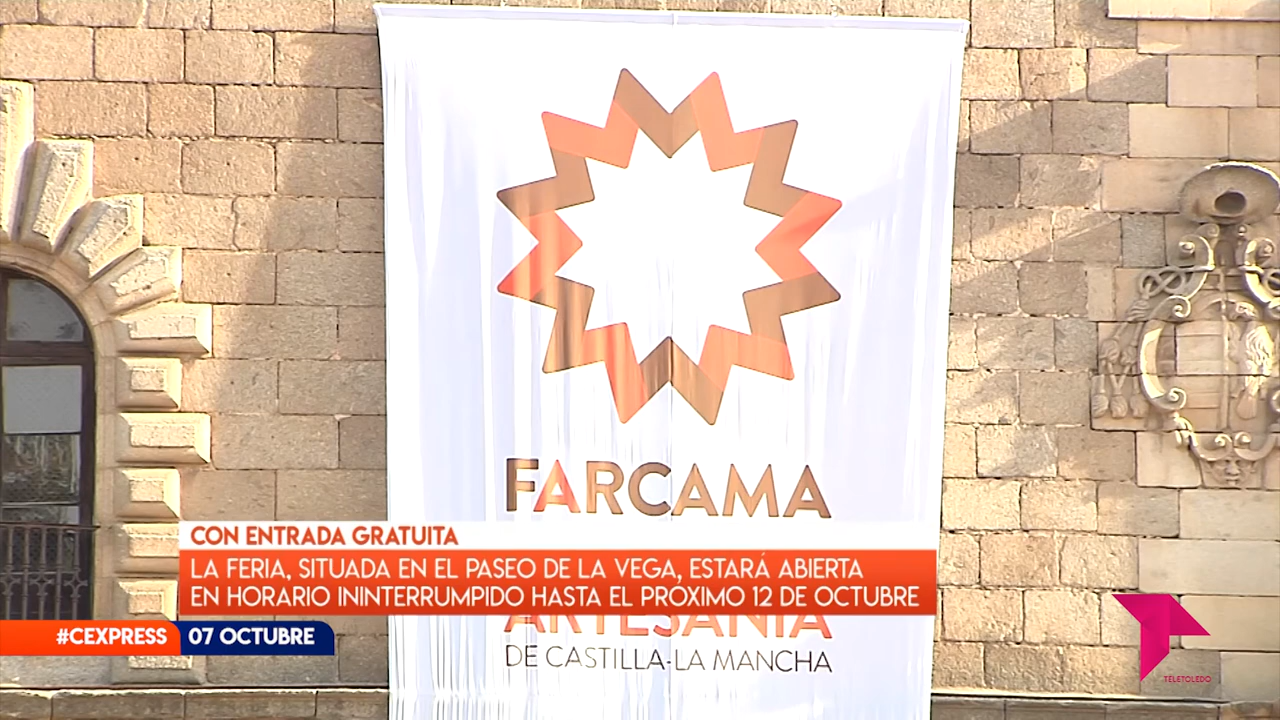 FARCAMA
CON ENTRADA GRATUITA
LA FERIA, SITUADA EN EL PASEO DE LA VEGA, ESTARÁ ABIERTA
EN HORARIO ININTERRUMPIDO HASTA EL PRÓXIMO 12 DE OCTUBRE
ARTESANÍA
#CEXPRESS 07 OCTUBRE
DE CASTILLA-LA MANCHA
TELETOLEDO